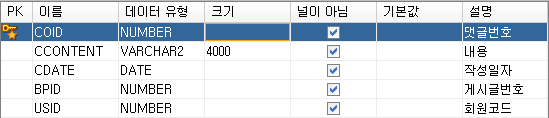 PK 이름 데이터 유형 크기 널이 아님 기본값 설명
COID NUMBER 댓글번호
CCONTENT VARCHAR2 4000 내용
CDATE DATE 작성일자
BPID NUMBER 게시글번호
USID NUMBER 회원코드